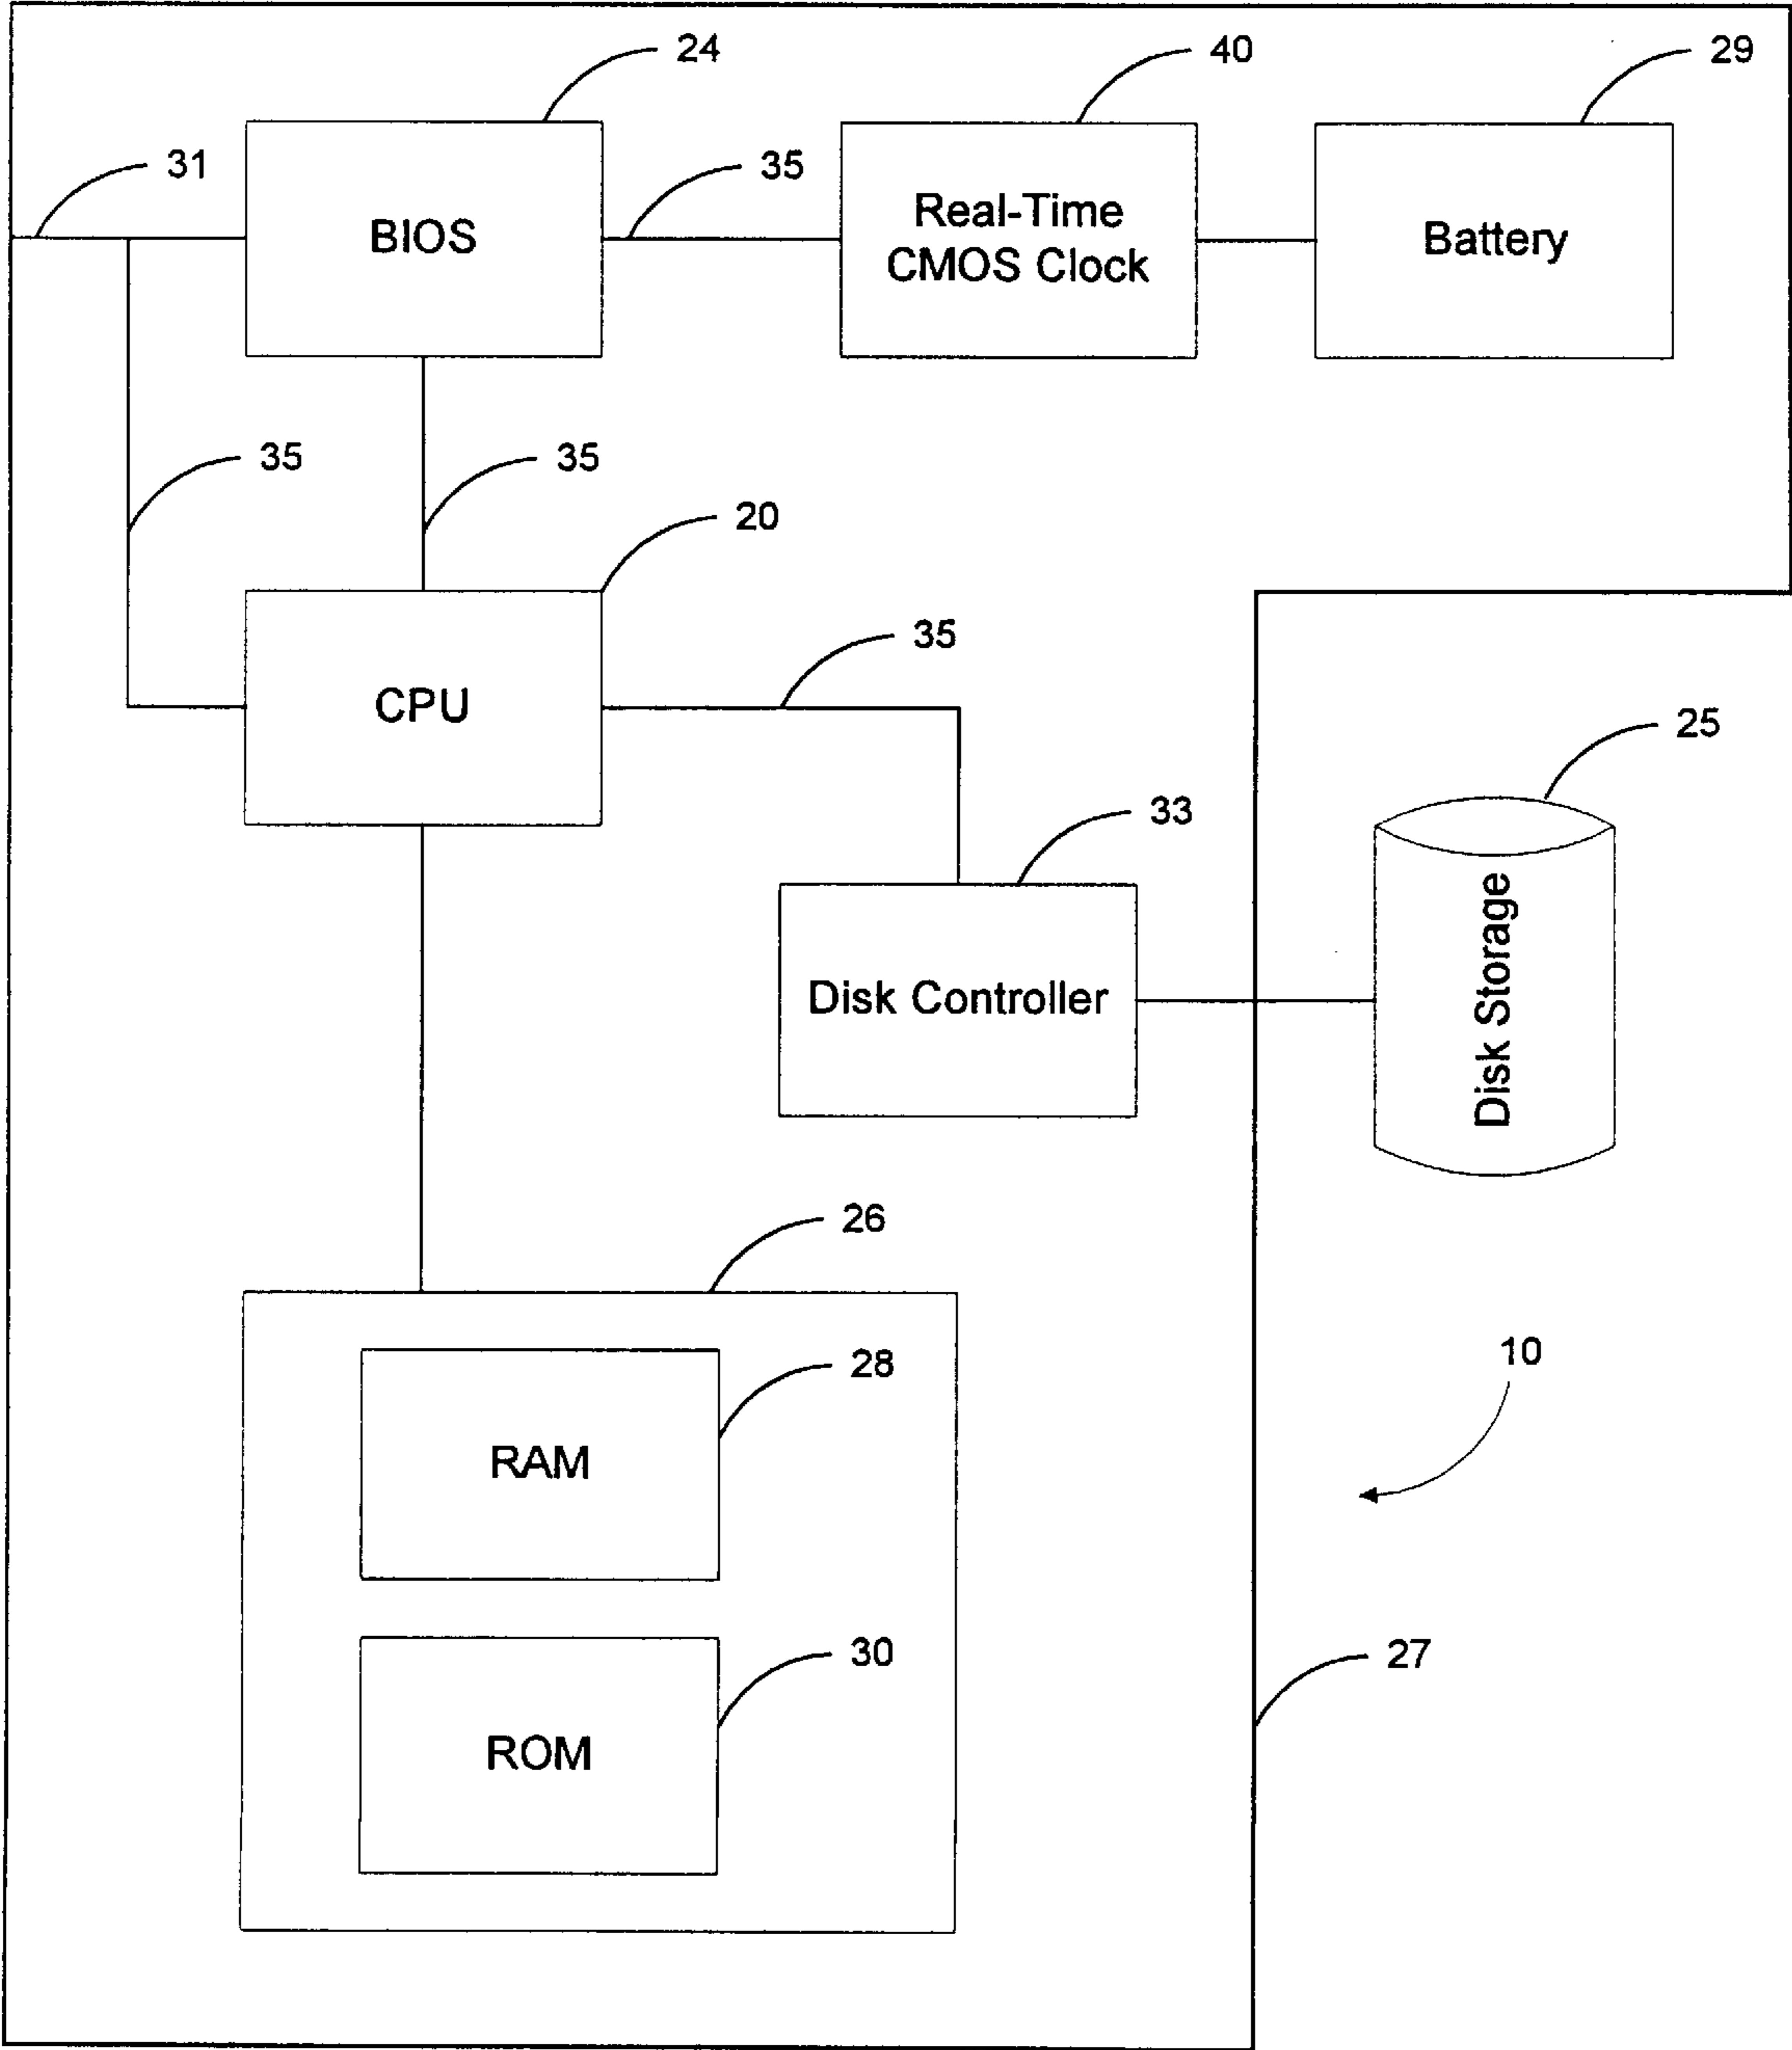 24
40
29
31
35
BIOS
Real-Time
CMOS Clock
Battery
35
35
20
35
CPU
25
33
Disk Controller
Disk Storage
26
28
10
RAM
30
27
ROM